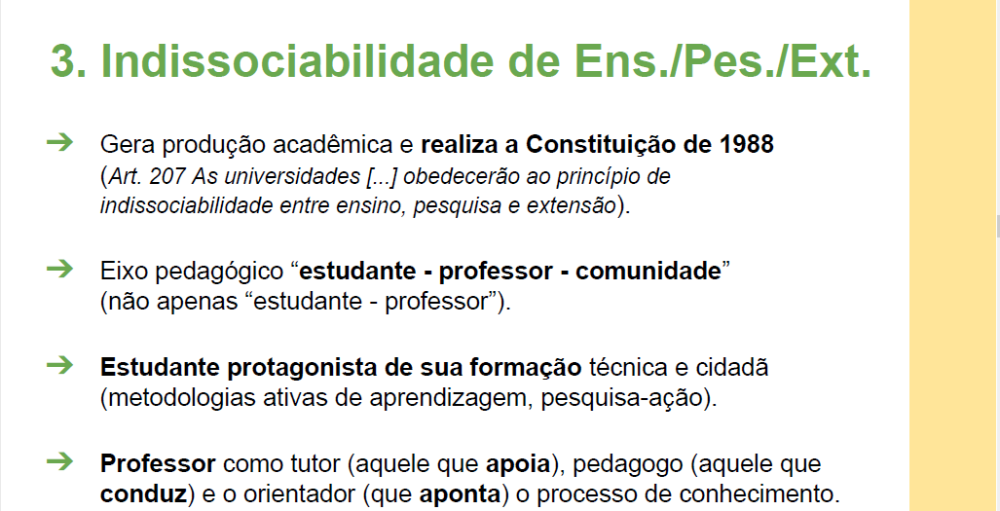 3. Indissociabilidade de Ens./Pes./Ext.
➔ Gera produção acadêmica e realiza a Constituição de 1988
(Art. 207 As universidades [...] obedecerão ao princípio de
indissociabilidade entre ensino, pesquisa e extensão).
➔ Eixo pedagógico “estudante - professor - comunidade”
(não apenas “estudante - professor”).
➔ Estudante protagonista de sua formação técnica e cidadã
(metodologias ativas de aprendizagem, pesquisa-ação).
➔ Professor como tutor (aquele que apoia), pedagogo (aquele que
conduz) e o orientador (que aponta) o processo de conhecimento.